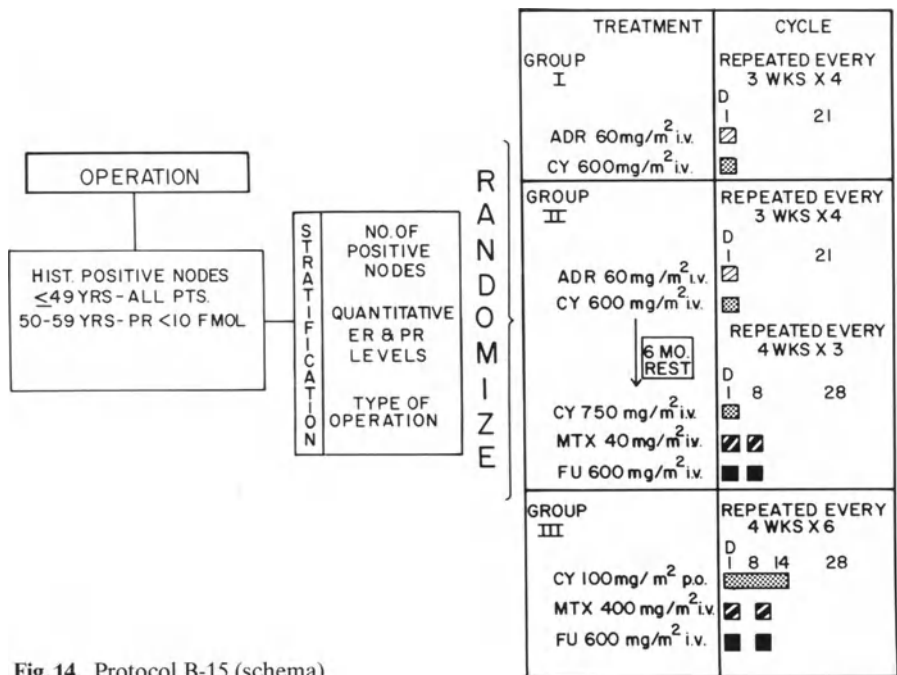 OPERATION
HIST. POSITIVE NODES
≤49 YRS-ALL PTS.
50-59 YRS-PR <10 FMOL
STRATIFICATION
NO. OF
POSITIVE
NODES
QUANTITATIVE
ER & PR
LEVELS
TYPE OF
OPERATION
RANDOMIZE
TREATMENT
CYCLE
GROUP
I
REPEATED EVERY
3 WKS X 4
D
1 21
ADR 60mg/m² i.v.
CY 600mg/m² i.v.
GROUP
II
REPEATED EVERY
3 WKS X4
D
1 21
ADR 60mg/m² i.v.
CY 600 mg/m² i.v.
6 MO.
REST
REPEATED EVERY
4 WKS X 3
D
1 8 28
CY 750 mg/m² i.v.
MTX 40mg/m² iv.
FU 600mg/m² i.v.
GROUP
III
REPEATED EVERY
4 WKS X 6
D
1 8 14 28
CY 100mg/m² p.o.
MTX 400 mg/m² i.v.
FU 600 mg/m² i.v.
Fig. 14. Protocol B-15 (schema)